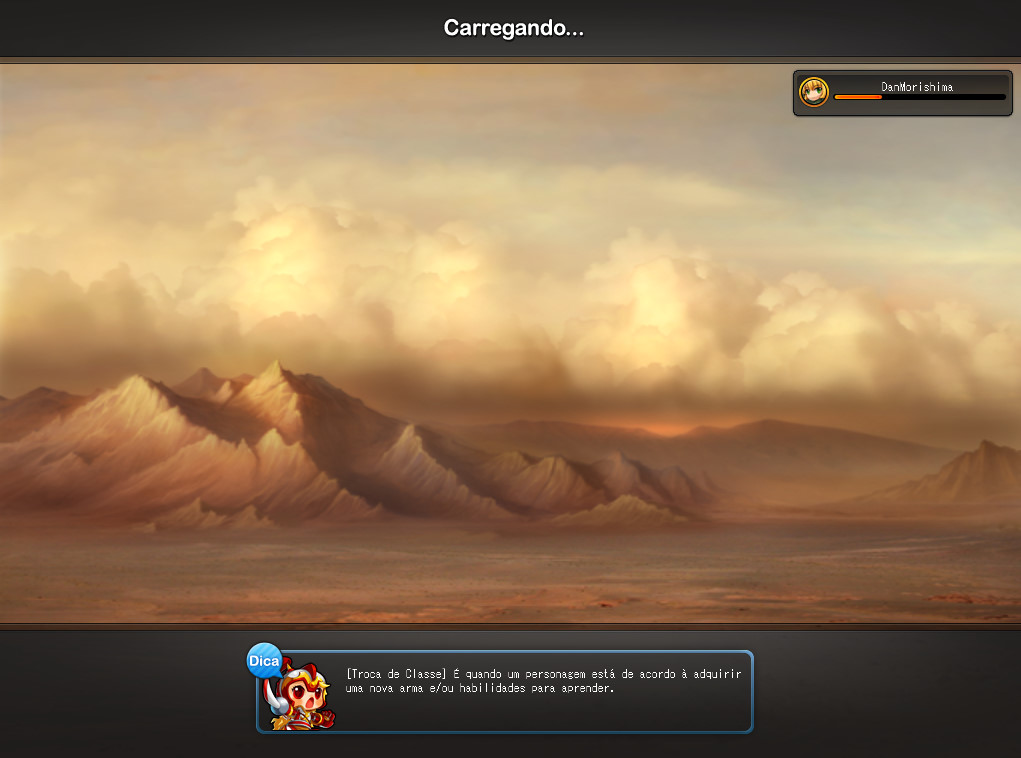 Carregando...
DanMorishima
Dica
[Troca de Classe] É quando um personagem está de acordo à adquirir
uma nova arma e/ou habilidades para aprender.